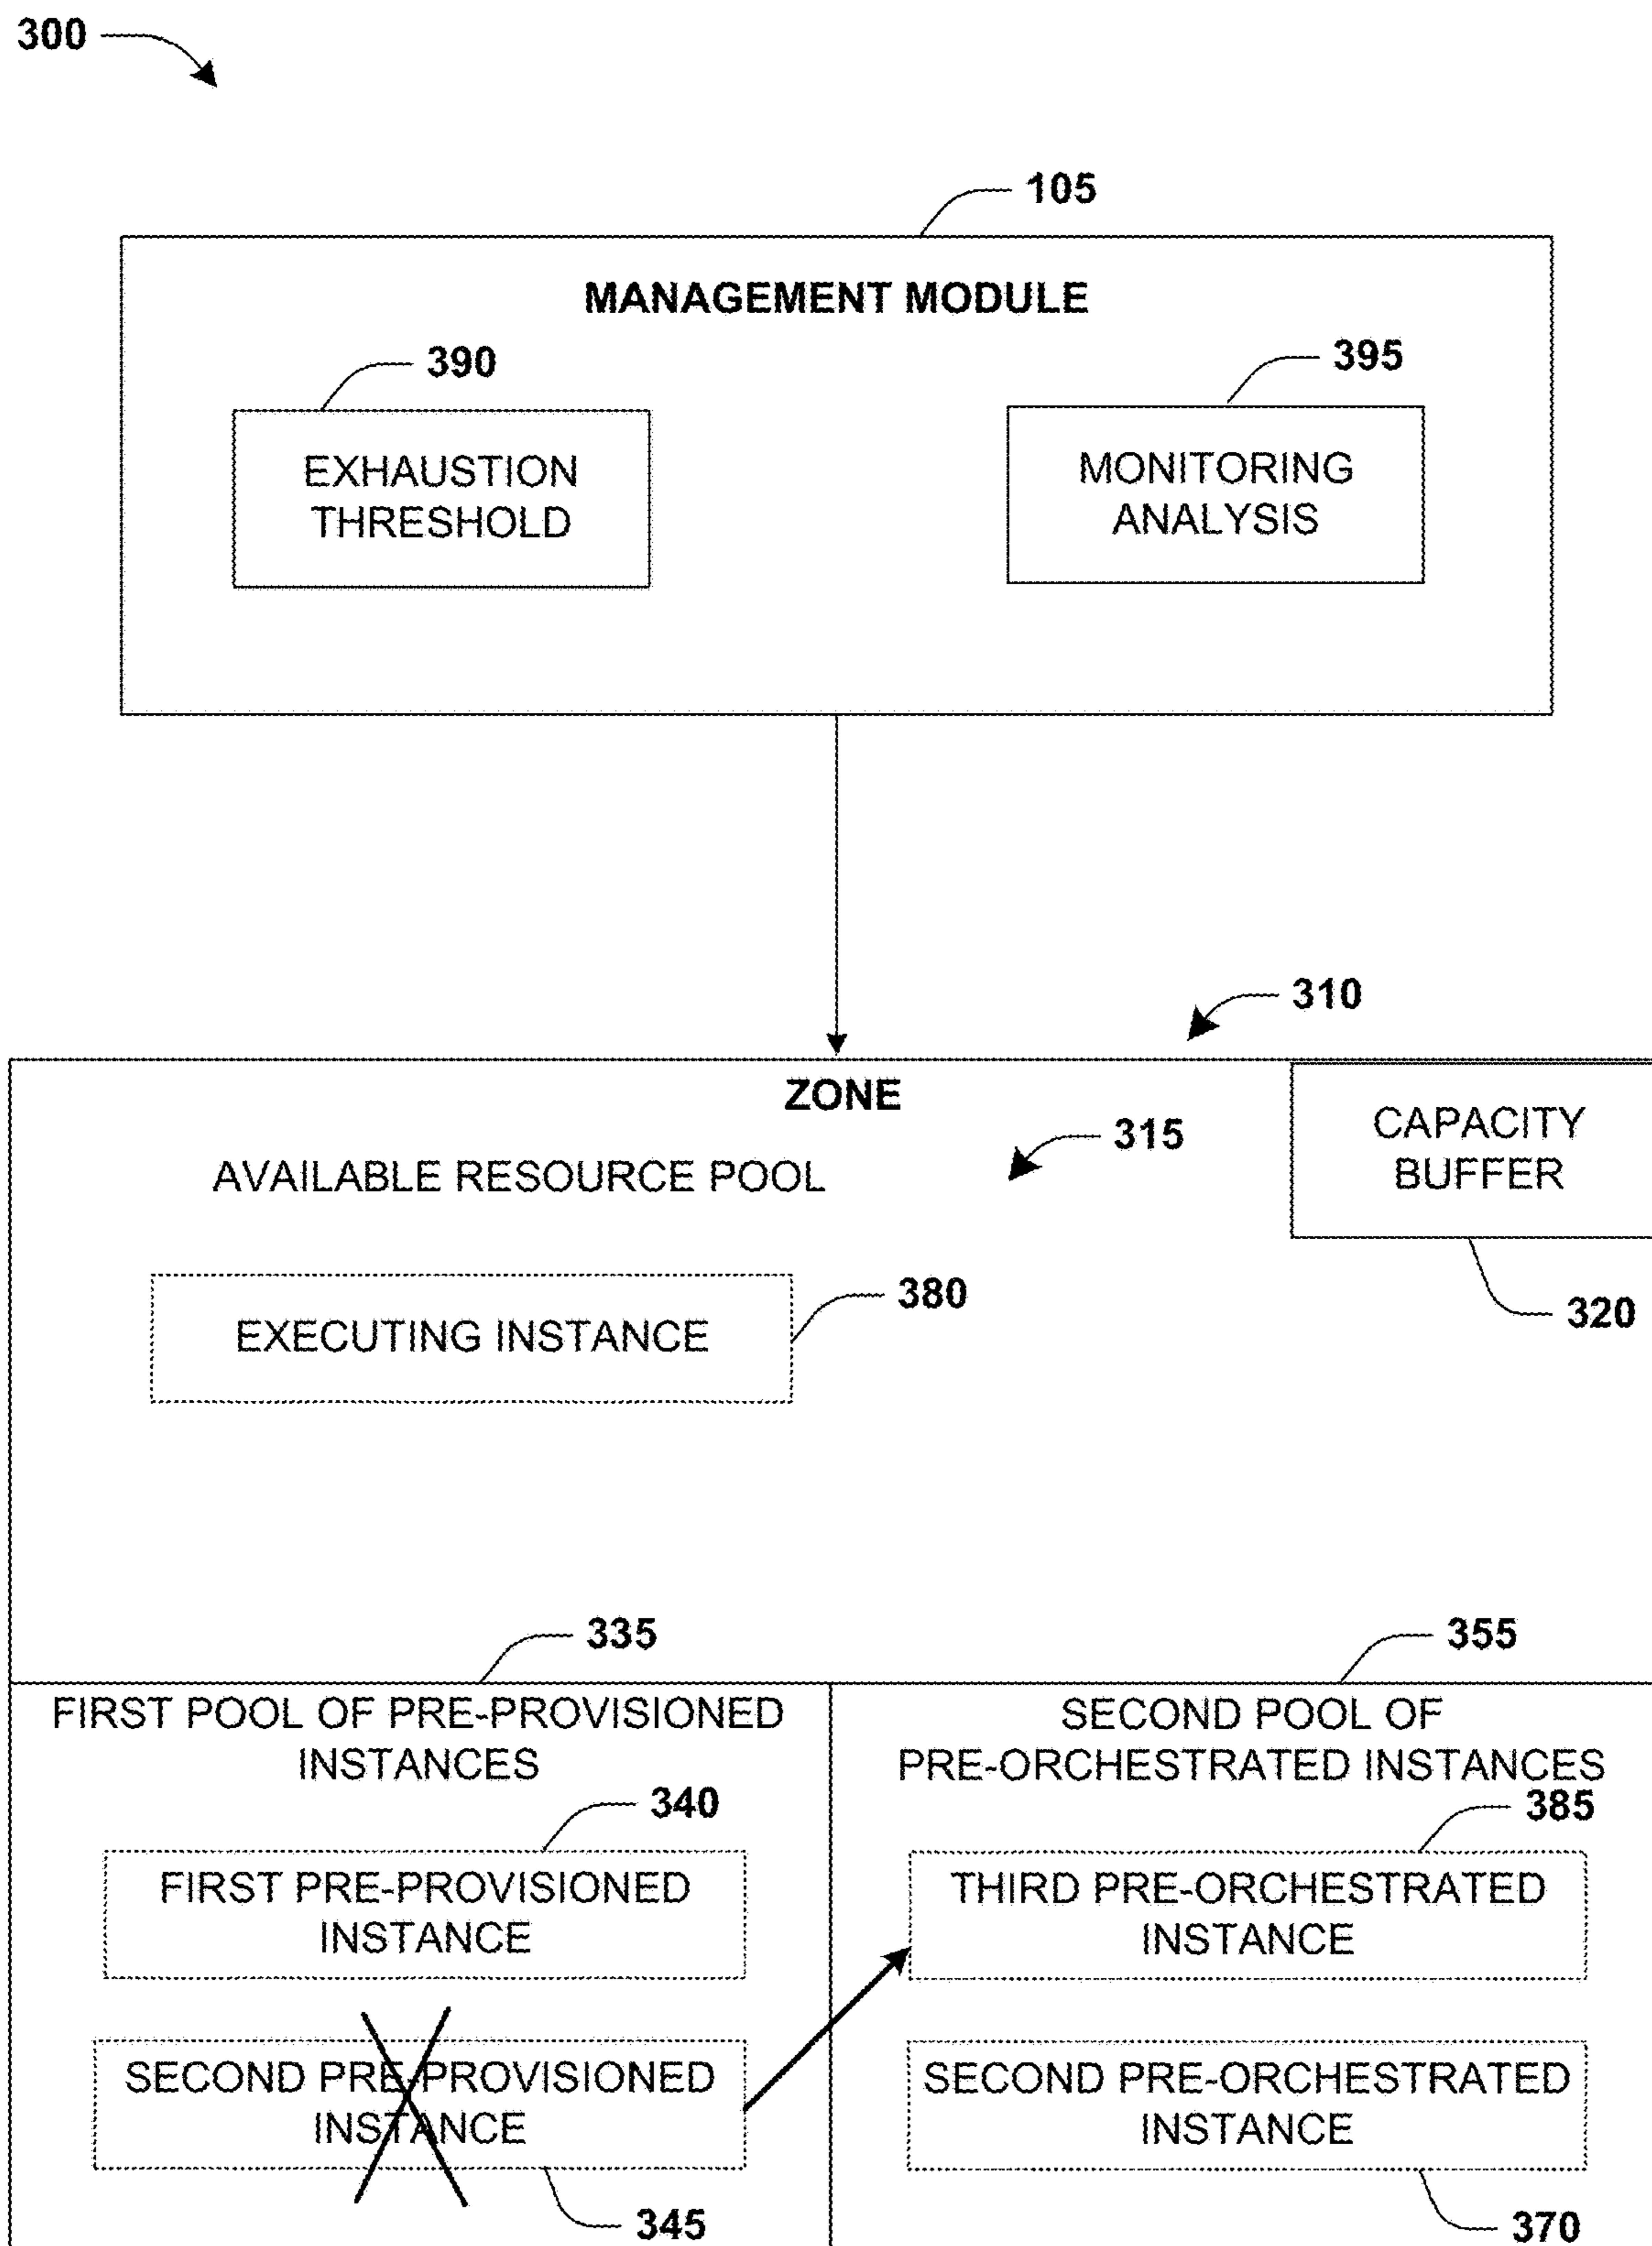 300
105
MANAGEMENT MODULE
390
395
EXHAUSTION
THRESHOLD
MONITORING
ANALYSIS
310
ZONE
CAPACITY
BUFFER
315
AVAILABLE RESOURCE POOL
380
320
EXECUTING INSTANCE
335
355
FIRST POOL OF PRE-PROVISIONED
INSTANCES
SECOND POOL OF
PRE-ORCHESTRATED INSTANCES
340
385
FIRST PRE-PROVISIONED
INSTANCE
THIRD PRE-ORCHESTRATED
INSTANCE
SECOND PRE-PROVISIONED
INSTANCE
SECOND PRE-ORCHESTRATED
INSTANCE
345
370